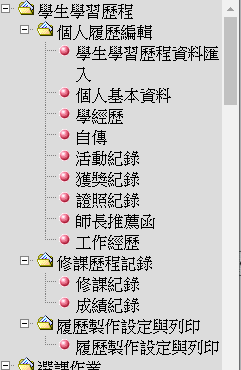 學生學習歷程
個人履歷編輯
學生學習歷程資料匯
入
個人基本資料
學經歷
自傳
活動紀錄
獲獎紀錄
證照紀錄
師長推薦函
工作經歷
修課歷程記錄
修課紀錄
成績紀錄
履歷製作設定與列印
履歷製作設定與列印
選課作業